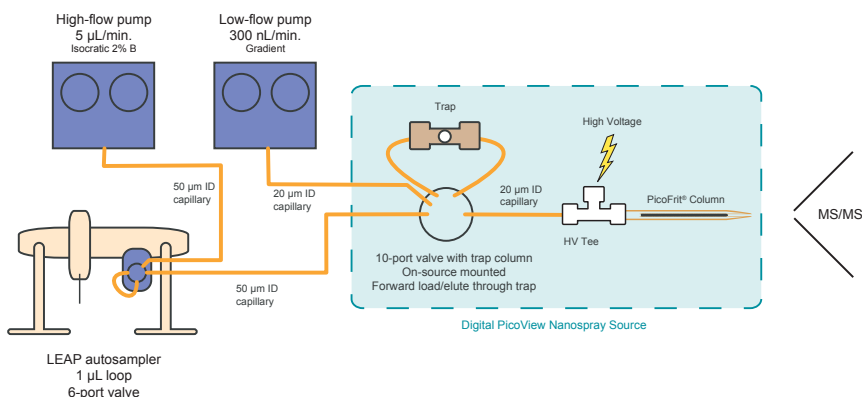 High-flow pump
5 µL/min.
Isocratic 2% B
Low-flow pump
300 nL/min.
Gradient
Trap
High Voltage
50 µm ID
capillary
20 µm ID
capillary
20 µm ID
capillary
PicoFrit® Column
MS/MS
HV Tee
10-port valve with trap column
On-source mounted
Forward load/elute through trap
50 µm ID
capillary
Digital PicoView Nanospray Source
LEAP autosampler
1 µL loop
6-port valve